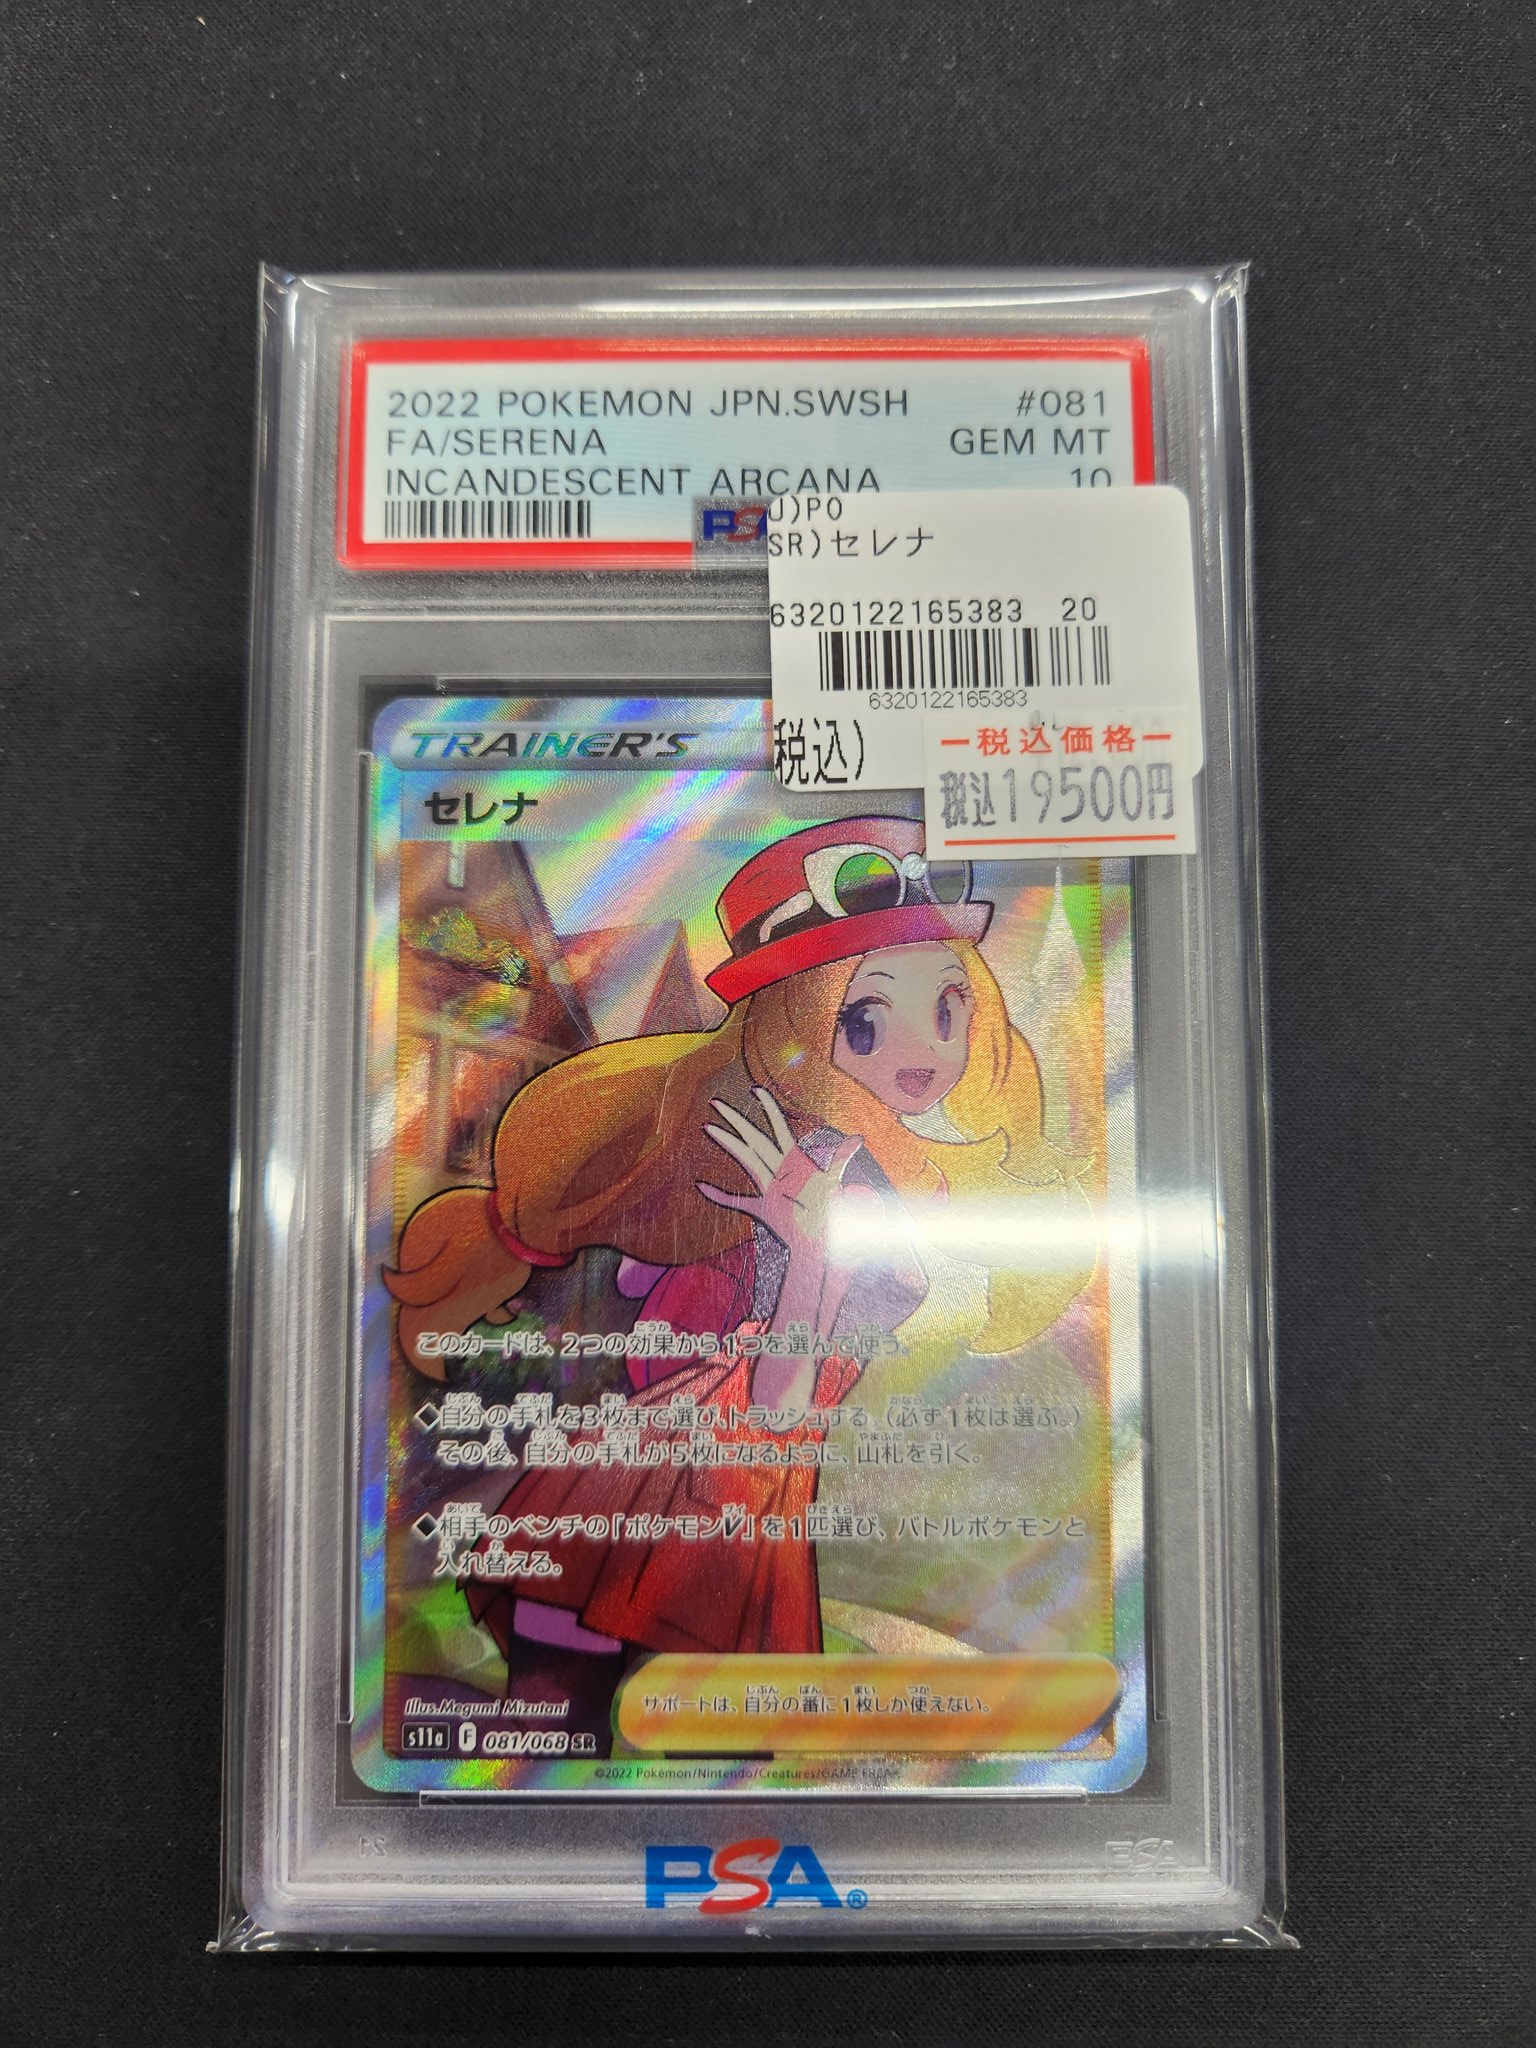 2022 POKEMON JPN.SWSH #081
FA/SERENA GEM MT
INCANDESCENT ARCANA 10
PSA
J)PO
SR)セレナ
6320122165383 20
6320122165383
税込)
ー税込価格ー
税込19500円
TRAINER'S
セレナ
このカードは、2つの効果から1つを選んで使う。
◆自分の手札を3枚まで選び、トラッシュする。(必ず1枚は選ぶ。)
その後、自分の手札が5枚になるように、山札を引く。
◆相手のベンチの「ポケモンV」を1匹選び、バトルポケモンと
入れ替える。
サポートは、自分の番に1枚しか使えない。
Illus.Megumi Mizutani
s11a F 081/068 SR
©2022 Pokémon/Nintendo/Creatures/GAME FREAK
PSA
PSA®